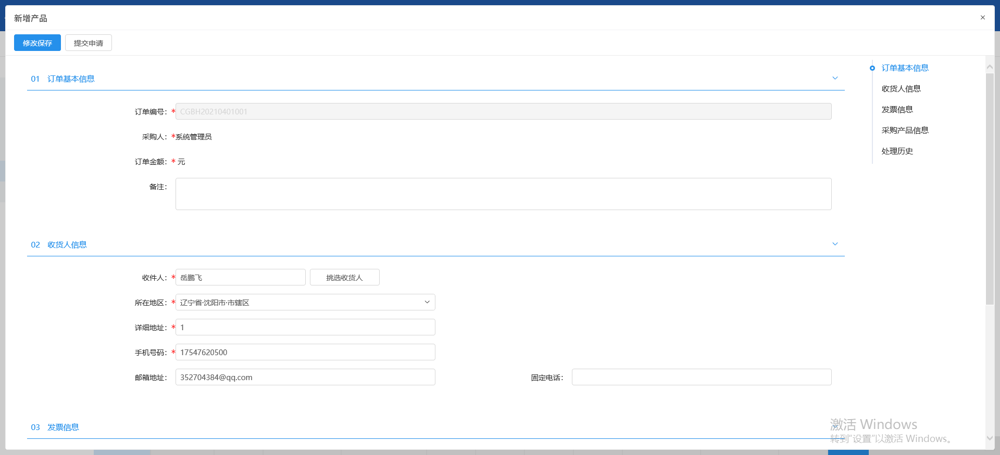 新增产品
×
修改保存 提交申请
01 订单基本信息
订单编号：*CGBH20210401001
采购人：*系统管理员
订单金额：* 元
备注：
02 收货人信息
收件人：*岳鹏飞 挑选收货人
所在地区：*辽宁省·沈阳市·市辖区
详细地址：*1
手机号码：*17547620500
邮箱地址：352704384@qq.com 固定电话：
03 发票信息
订单基本信息
收货人信息
发票信息
采购产品信息
处理历史
激活 Windows
转到“设置”以激活 Windows。